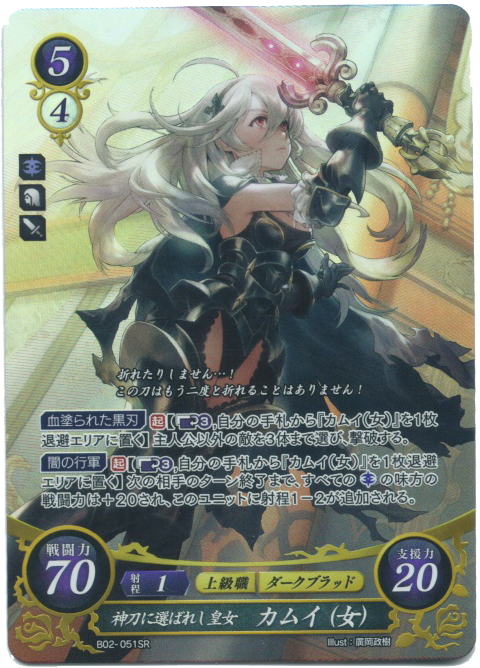 5
4
折れたりしません…！
この刀はもう二度と折れることはありません！
血塗られた黒刃 起【3,自分の手札から『カムイ（女）』を1枚
退避エリアに置く】主人公以外の敵を3体まで選び、撃破する。
闇の行軍 起【3,自分の手札から『カムイ（女）』を1枚退避
エリアに置く】次の相手のターン終了まで、すべての の味方の
戦闘力は＋20され、このユニットに射程1－2が追加される。
戦闘力
70
射程 1
上級職 ダークブラッド
支援力
20
神刀に選ばれし皇女 カムイ（女）
B02-051SR
Illust：廣岡政樹